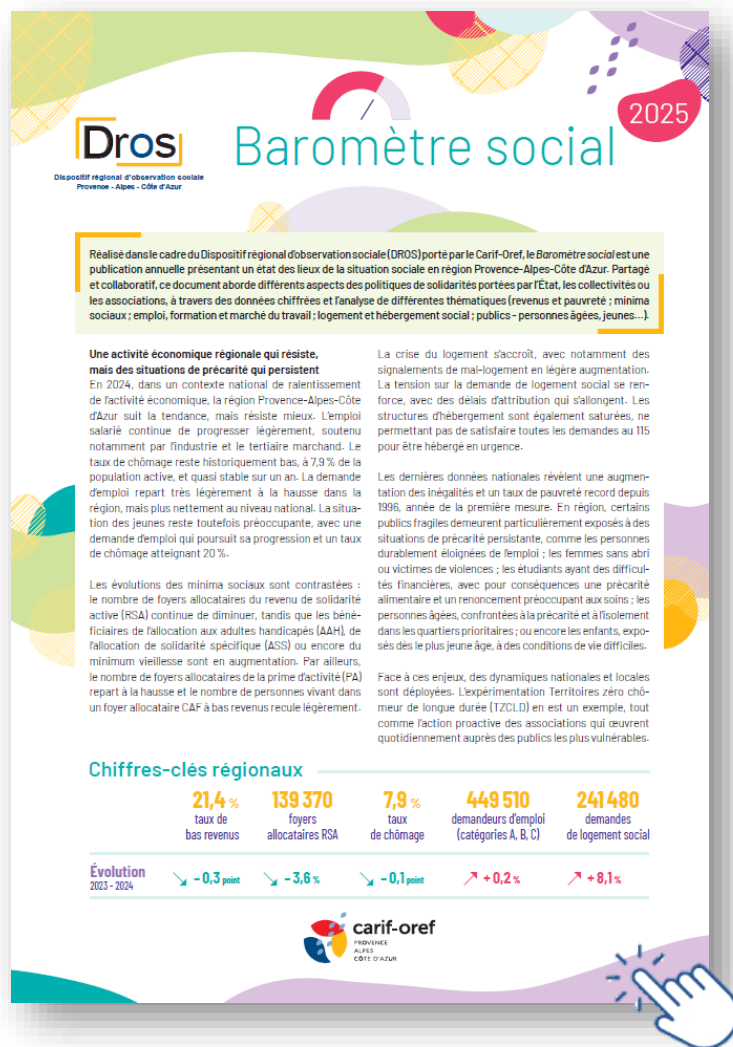 2025
Dros
Dispositif régional d'observation sociale
Provence - Alpes - Côte d'Azur
Baromètre social
Réalisé dans le cadre du Dispositif régional d'observation sociale (DROS) porté par le Carif-Oref, le Baromètre social est une
publication annuelle présentant un état des lieux de la situation sociale en région Provence-Alpes-Côte d'Azur. Partagé
et collaboratif, ce document aborde différents aspects des politiques de solidarités portées par l'État, les collectivités ou
les associations, à travers des données chiffrées et l'analyse de différentes thématiques (revenus et pauvreté ; minima
sociaux ; emploi, formation et marché du travail ; logement et hébergement social ; publics - personnes âgées, jeunes…).
Une activité économique régionale qui résiste,
mais des situations de précarité qui persistent
En 2024, dans un contexte national de ralentissement
de l'activité économique, la région Provence-Alpes-Côte
d'Azur suit la tendance, mais résiste mieux. L'emploi
salarié continue de progresser légèrement, soutenu
notamment par l'industrie et le tertiaire marchand. Le
taux de chômage reste historiquement bas, à 7,9 % de la
population active, et quasi stable sur un an. La demande
d'emploi repart très légèrement à la hausse dans la
région, mais plus nettement au niveau national. La situa-
tion des jeunes reste toutefois préoccupante, avec une
demande d'emploi qui poursuit sa progression et un taux
de chômage atteignant 20 %.
Les évolutions des minima sociaux sont contrastées :
le nombre de foyers allocataires du revenu de solidarité
active (RSA) continue de diminuer, tandis que les béné-
ficiaires de l'allocation aux adultes handicapés (AAH), de
l'allocation de solidarité spécifique (ASS) ou encore du
minimum vieillesse sont en augmentation. Par ailleurs,
le nombre de foyers allocataires de la prime d'activité (PA)
repart à la hausse et le nombre de personnes vivant dans
un foyer allocataire CAF à bas revenus recule légèrement.
La crise du logement s'accroît, avec notamment des
signalements de mal-logement en légère augmentation.
La tension sur la demande de logement social se ren-
force, avec des délais d'attribution qui s'allongent. Les
structures d'hébergement sont également saturées, ne
permettant pas de satisfaire toutes les demandes au 115
pour être hébergé en urgence.
Les dernières données nationales révèlent une augmen-
tation des inégalités et un taux de pauvreté record depuis
1996, année de la première mesure. En région, certains
publics fragiles demeurent particulièrement exposés à des
situations de précarité persistante, comme les personnes
durablement éloignées de l'emploi ; les femmes sans abri
ou victimes de violences ; les étudiants ayant des difficul-
tés financières, avec pour conséquences une précarité
alimentaire et un renoncement préoccupant aux soins ; les
personnes âgées, confrontées à la précarité et à l'isolement
dans les quartiers prioritaires ; ou encore les enfants, expo-
sés dès le plus jeune âge, à des conditions de vie difficiles.
Face à ces enjeux, des dynamiques nationales et locales
sont déployées. L'expérimentation Territoires zéro chô-
meur de longue durée (TZCLD) en est un exemple, tout
comme l'action proactive des associations qui œuvrent
quotidiennement auprès des publics les plus vulnérables.
Chiffres-clés régionaux
21,4 %
taux de
bas revenus
139 370
foyers
allocataires RSA
7,9 %
taux
de chômage
449 510
demandeurs d'emploi
(catégories A, B, C)
241 480
demandes
de logement social
Évolution
2023 - 2024
- 0,3 point
- 3,6 %
- 0,1 point
+ 0,2 %
+ 8,1 %
carif-oref
PROVENCE
ALPES
CÔTE D'AZUR